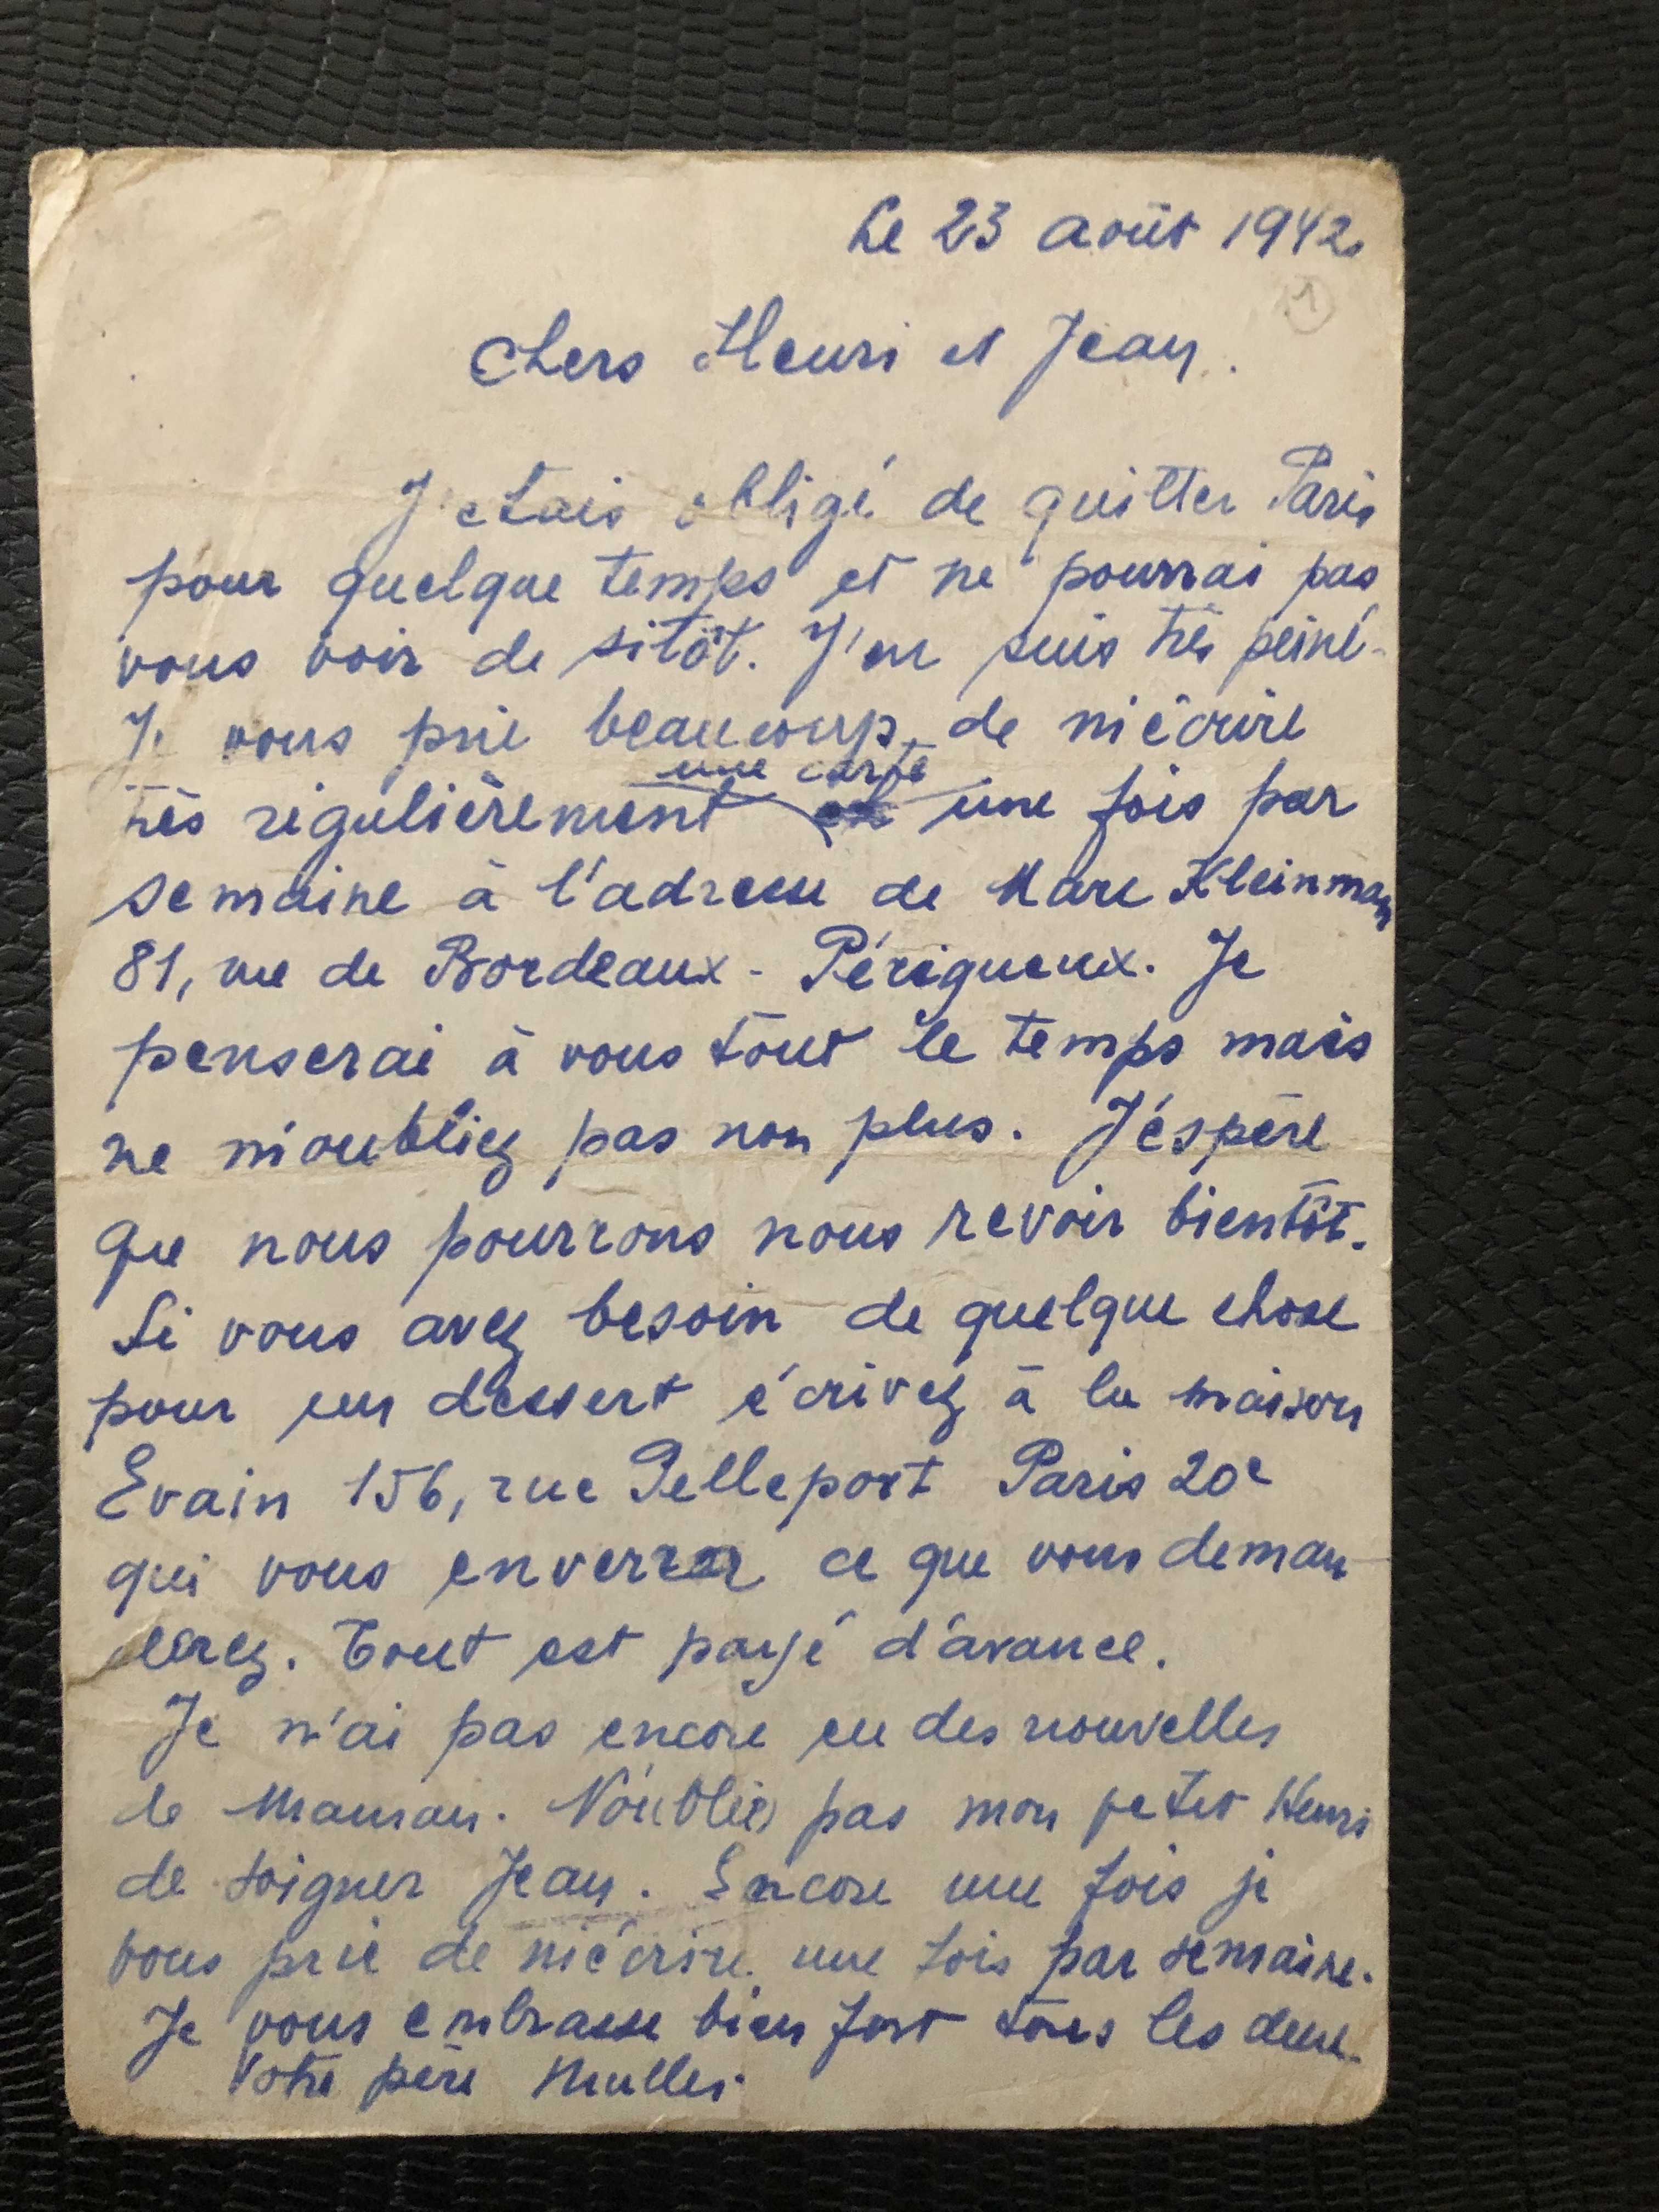 Le 23 août 1942
1
Chers Henri et Jean.
J'etais obligé de quitter Paris
pour quelque temps et ne pourrai pas
vous voir de sitôt. J'en suis très peiné.
Je vous prie beaucoup de m'écrire
très régulièrement une carte une fois par
semaine à l'adresse de Marc Kleinman
81, rue de Bordeaux - Périgueux. Je
penserai à vous tout le temps mais
ne m'oubliez pas non plus. J'éspère
que nous pourrons nous revoir bientôt.
Si vous avez besoin de quelque chose
pour un dessert écrivez à la maison
Evain 156, rue Pelleport Paris 20e
qui vous enverra ce que vous deman-
derez. Tout est payé d'avance.
Je n'ai pas encore eu des nouvelles
de Maman. N'oublie pas mon petit Henri
de soigner Jean. Encore une fois je
vous prie de m'écrire une fois par semaine.
Je vous embrasse bien fort tous les deux.
Votre père Muller